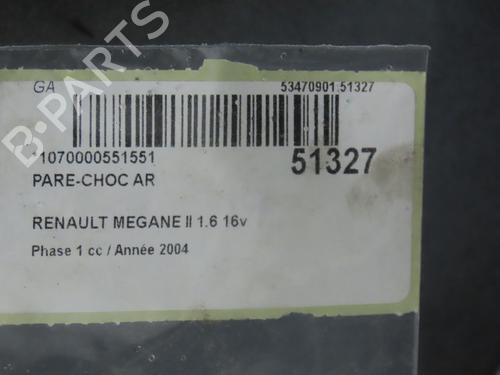 GA
53470901.51327
11070000551551
51327
PARE-CHOC AR
RENAULT MEGANE II 1.6 16v
Phase 1 cc / Année 2004
B-PARTS